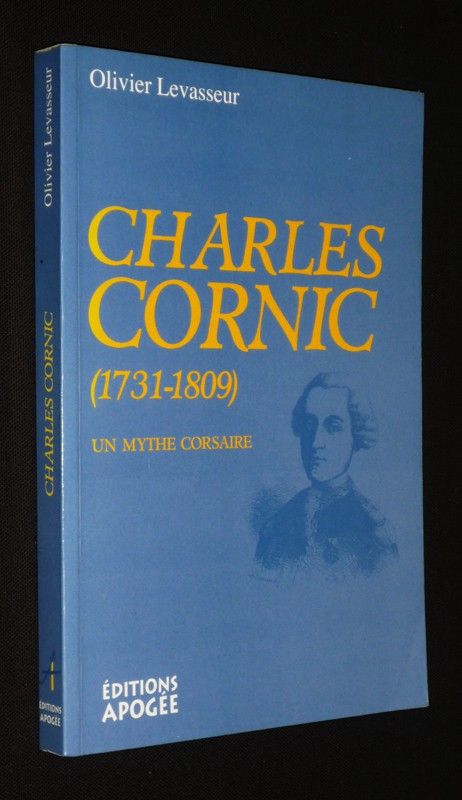 Olivier Levasseur
CHARLES
CORNIC
(1731-1809)
UN MYTHE CORSAIRE
ÉDITIONS
APOGÉE
Olivier Levasseur
CHARLES CORNIC
A
ÉDITIONS
APOGÉE